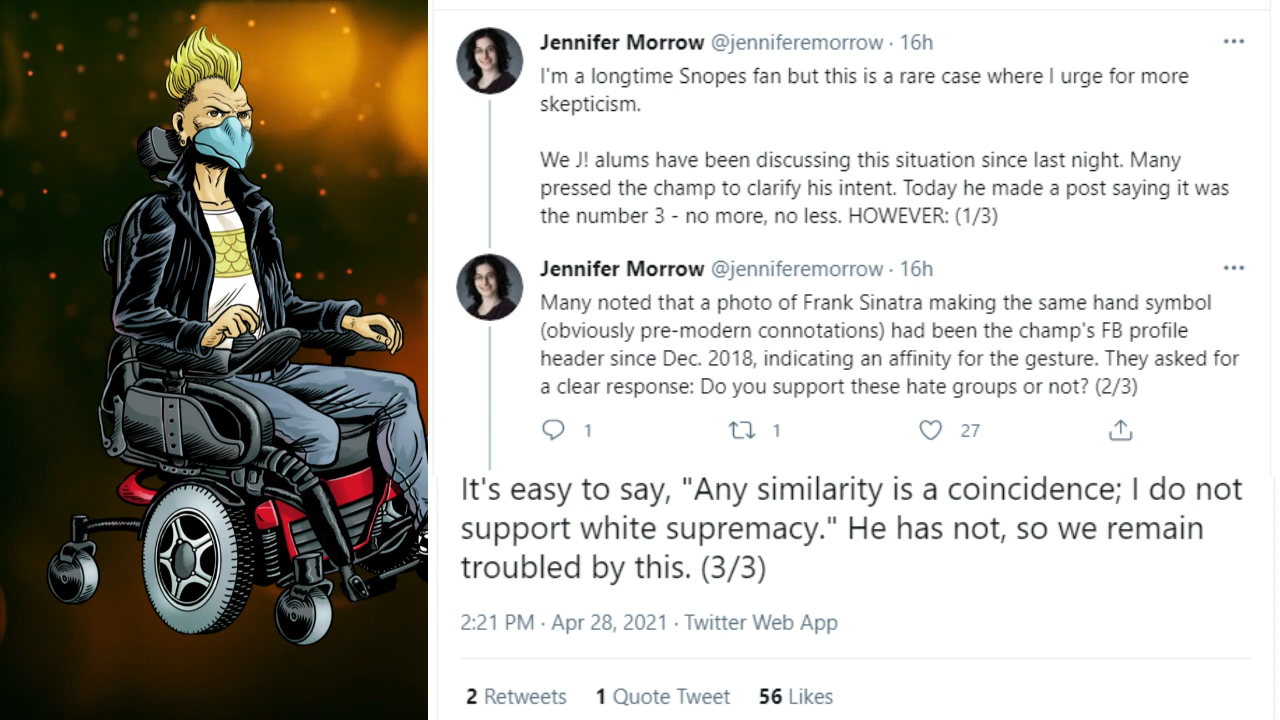 Jennifer Morrow @jenniferemorrow · 16h
I'm a longtime Snopes fan but this is a rare case where I urge for more
skepticism.
We J! alums have been discussing this situation since last night. Many
pressed the champ to clarify his intent. Today he made a post saying it was
the number 3 - no more, no less. HOWEVER: (1/3)
Jennifer Morrow @jenniferemorrow · 16h
Many noted that a photo of Frank Sinatra making the same hand symbol
(obviously pre-modern connotations) had been the champ's FB profile
header since Dec. 2018, indicating an affinity for the gesture. They asked for
a clear response: Do you support these hate groups or not? (2/3)
1 1 27
It's easy to say, "Any similarity is a coincidence; I do not
support white supremacy." He has not, so we remain
troubled by this. (3/3)
2:21 PM · Apr 28, 2021 · Twitter Web App
2 Retweets 1 Quote Tweet 56 Likes